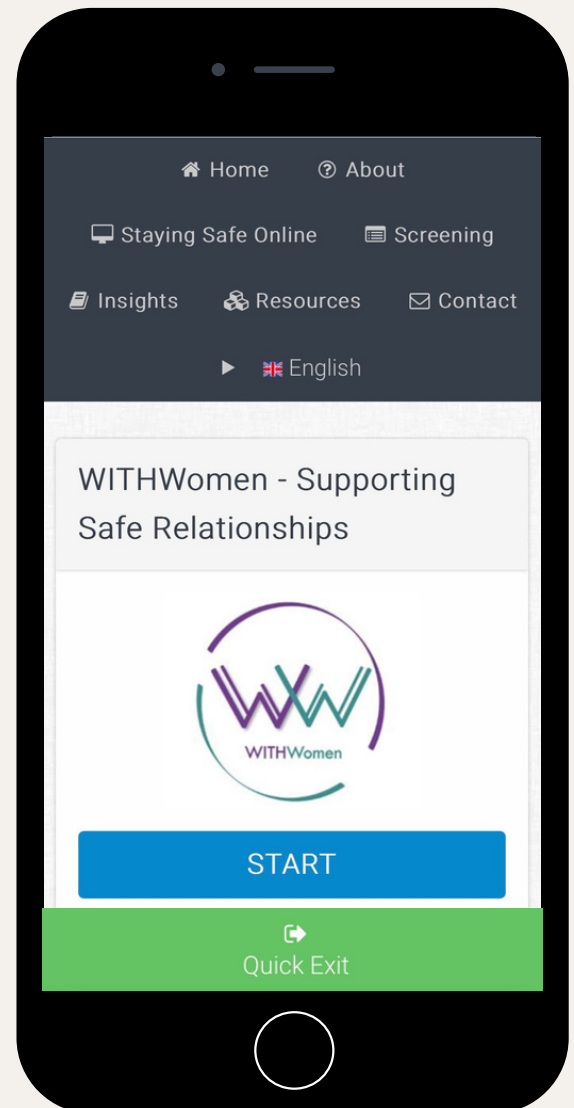 Home About
Staying Safe Online Screening
Insights Resources Contact
English
WITHWomen - Supporting
Safe Relationships
WW
WITHWomen
START
Quick Exit